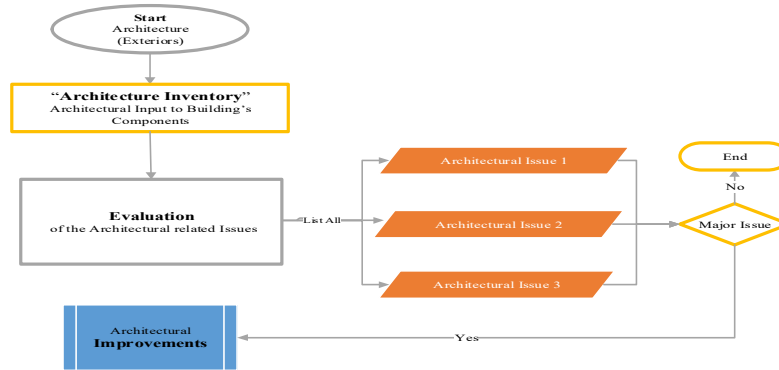 Start
Architecture
(Exteriors)
“Architecture Inventory”
Architectural Input to Building’s
Components
Evaluation
of the Architectural related Issues
List All
Architectural Issue 1
Architectural Issue 2
Architectural Issue 3
End
No
Major Issue
Yes
Architectural
Improvements